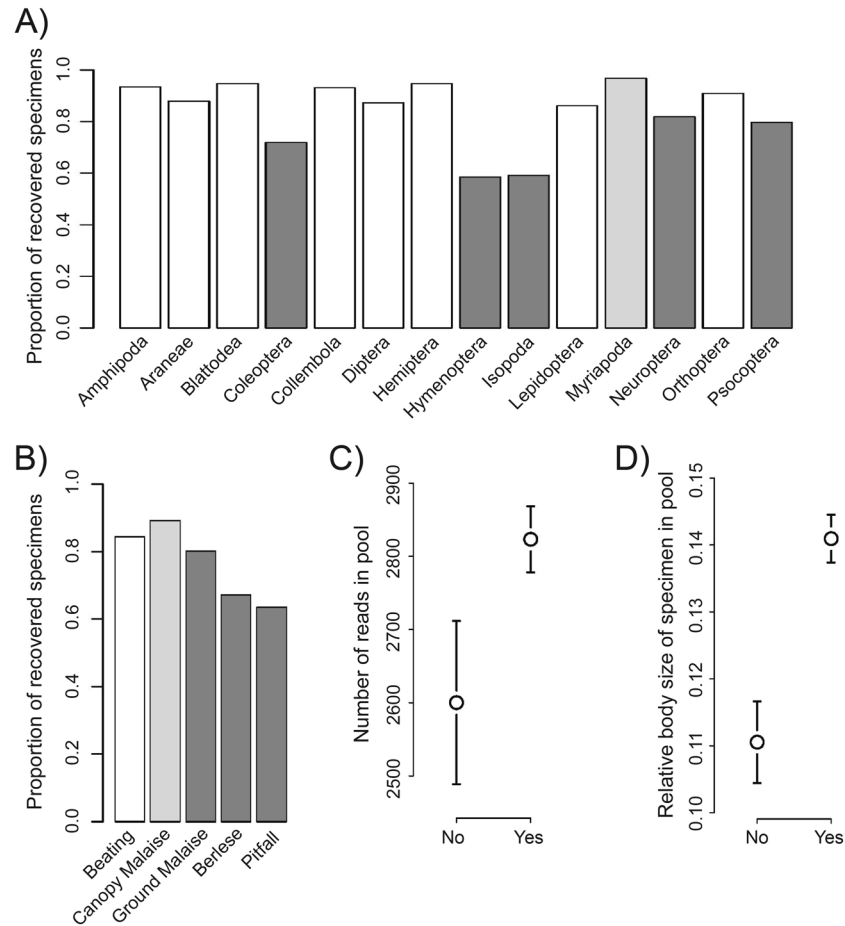 A)
Proportion of recovered specimens
1.0
0.8
0.6
0.4
0.2
0.0
Amphipoda
Araneae
Blattodea
Coleoptera
Collembola
Diptera
Hemiptera
Hymenoptera
Isopoda
Lepidoptera
Myriapoda
Neuroptera
Orthoptera
Psocoptera
B)
Proportion of recovered specimens
1.0
0.8
0.6
0.4
0.2
0.0
Beating
Canopy Malaise
Ground Malaise
Berlese
Pitfall
C)
Number of reads in pool
2900
2800
2700
2600
2500
No Yes
D)
Relative body size of specimen in pool
0.15
0.14
0.13
0.12
0.11
0.10
No Yes